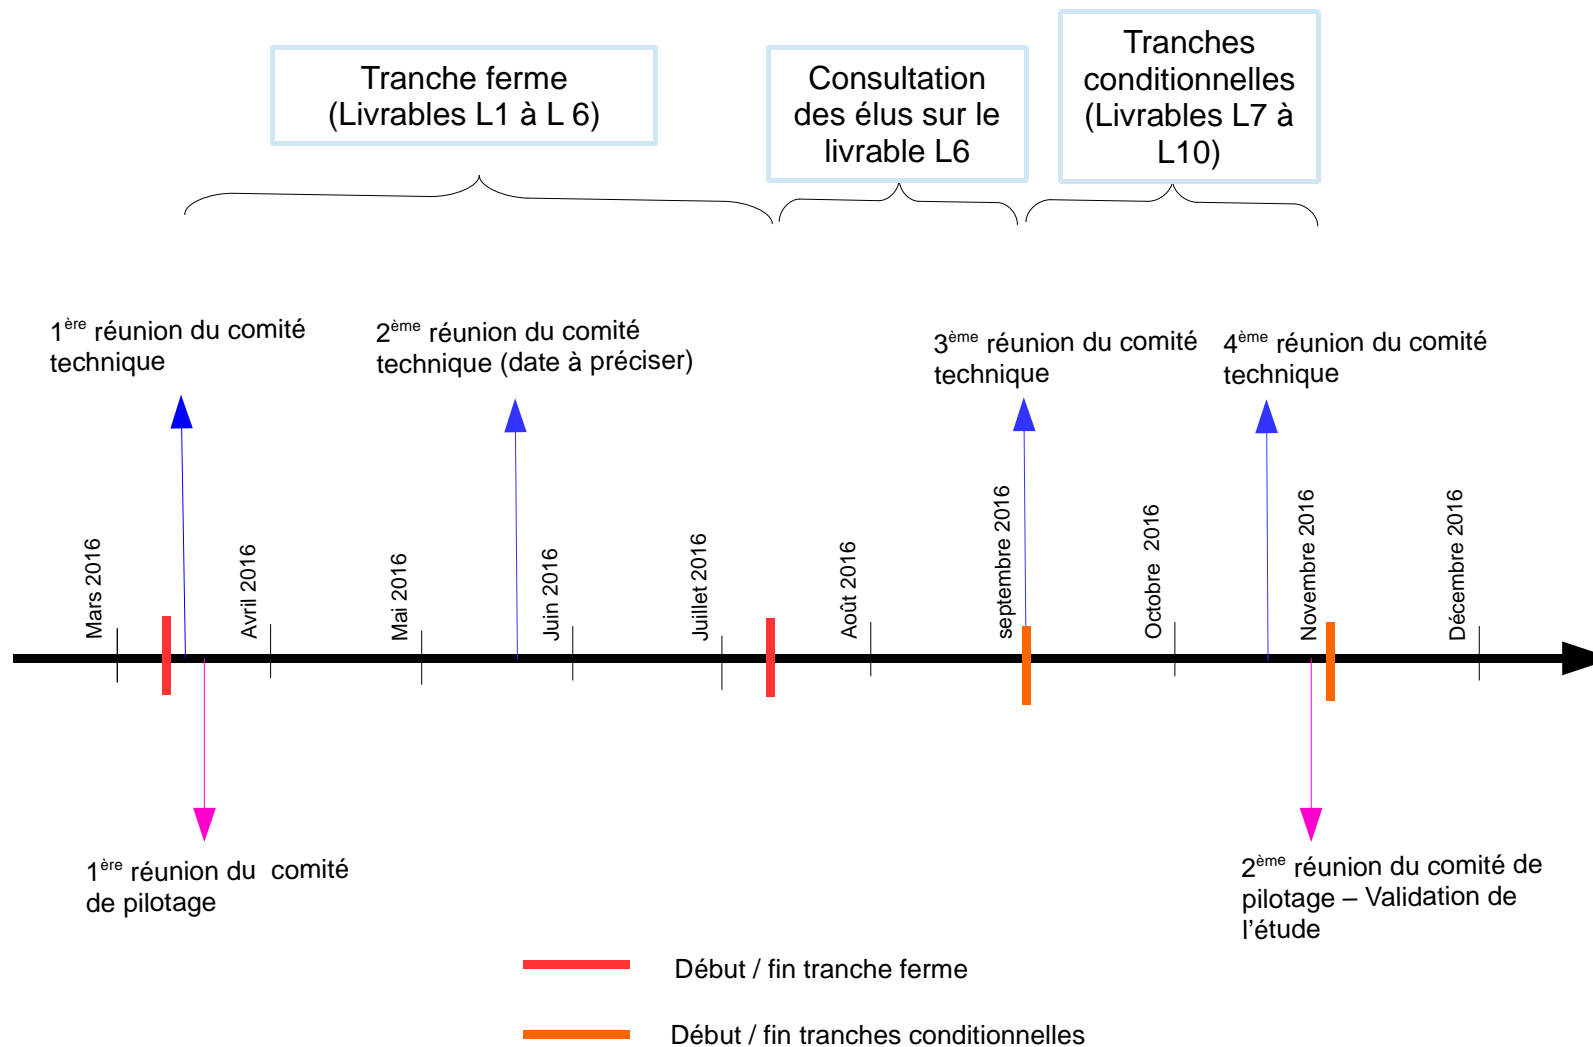 Tranche ferme
(Livrables L1 à L 6)
Consultation
des élus sur le
livrable L6
Tranches
conditionnelles
(Livrables L7 à
L10)
1ère réunion du comité
technique
2ème réunion du comité
technique (date à préciser)
3ème réunion du comité
technique
4ème réunion du comité
technique
Mars 2016
Avril 2016
Mai 2016
Juin 2016
Juillet 2016
Août 2016
septembre 2016
Octobre  2016
Novembre 2016
Décembre 2016
1ère réunion du  comité
de pilotage
2ème réunion du comité de
pilotage – Validation de
l’étude
Début / fin tranche ferme
Début / fin tranches conditionnelles